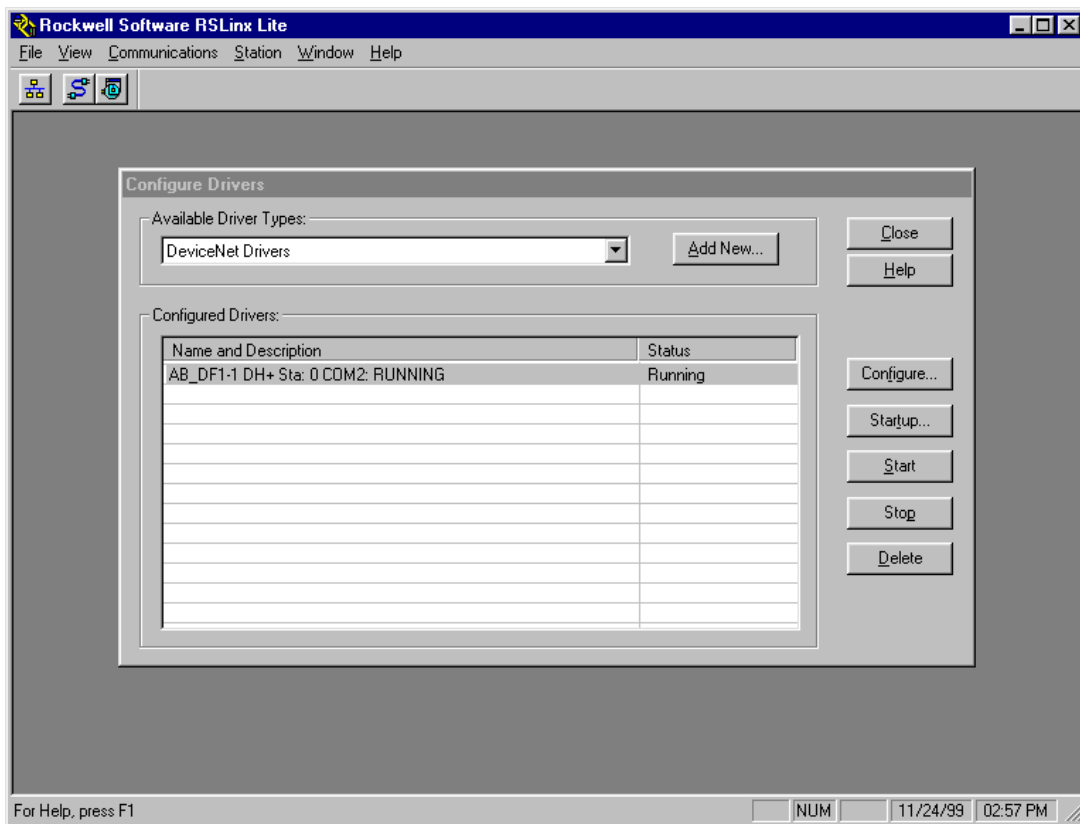 Rockwell Software RSLinx Lite
File View Communications Station Window Help
Configure Drivers
Available Driver Types:
DeviceNet Drivers
Add New...
Close
Help
Configured Drivers:
Name and Description Status
AB_DF1-1 DH+ Sta: 0 COM2: RUNNING Running
Configure...
Startup...
Start
Stop
Delete
For Help, press F1 NUM 11/24/99 02:57 PM